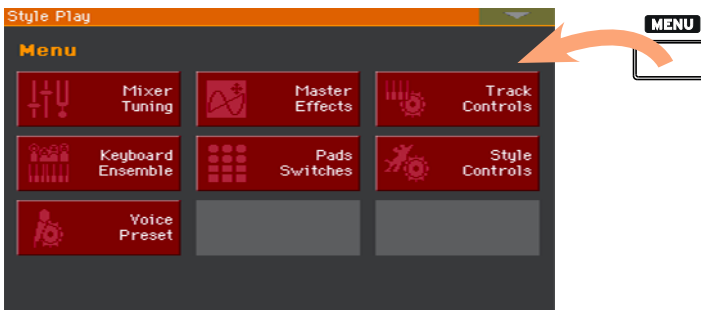 Style Play
MENU
Menu
Mixer
Tuning
Master
Effects
Track
Controls
Keyboard
Ensemble
Pads
Switches
Style
Controls
Voice
Preset